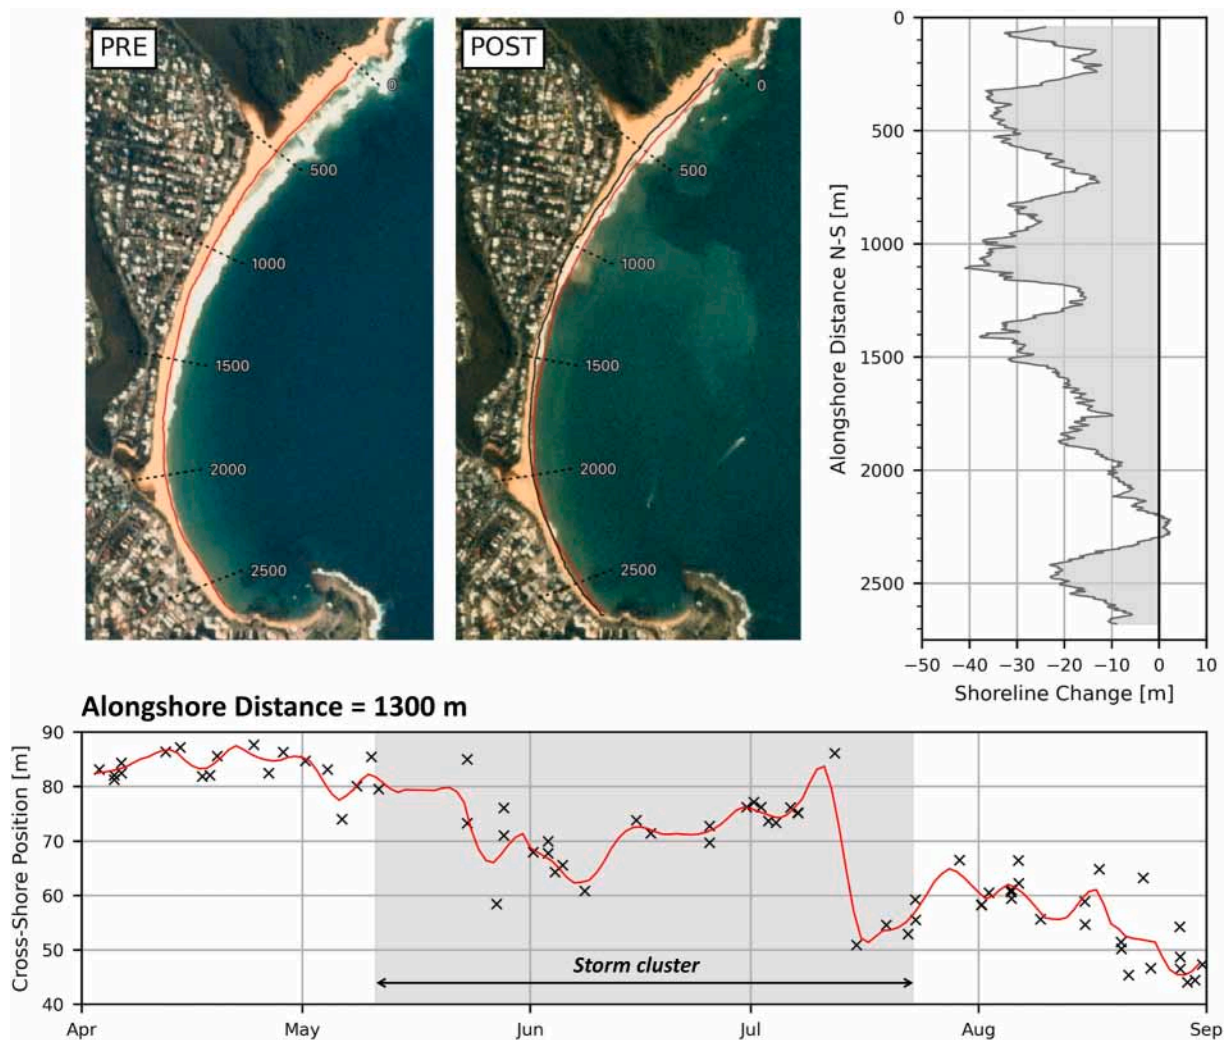 PRE
0
500
1000
1500
2000
2500
POST
0
500
1000
1500
2000
2500
Alongshore Distance N-S [m]
0
500
1000
1500
2000
2500
−50 −40 −30 −20 −10 0 10
Shoreline Change [m]
Alongshore Distance = 1300 m
Cross-Shore Position [m]
90
80
70
60
50
40
Storm cluster
Apr May Jun Jul Aug Sep